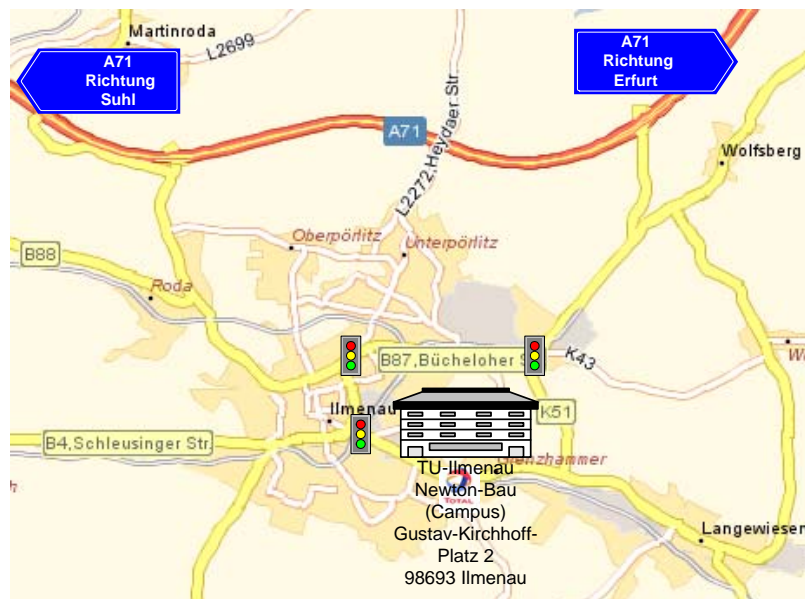 Martinroda
L2699
A71
Richtung
Suhl
A71
Richtung
Erfurt
A71
L2272,Heydaer Str.
Wolfsberg
Oberpörlitz
Unterpörlitz
B88
Roda
B87,Bücheloher
K43
Ilmenau
K51
B4,Schleusinger Str.
TU-Ilmenau
Newton-Bau
(Campus)
Gustav-Kirchhoff-
Platz 2
98693 Ilmenau
TOTAL
Langewiesen